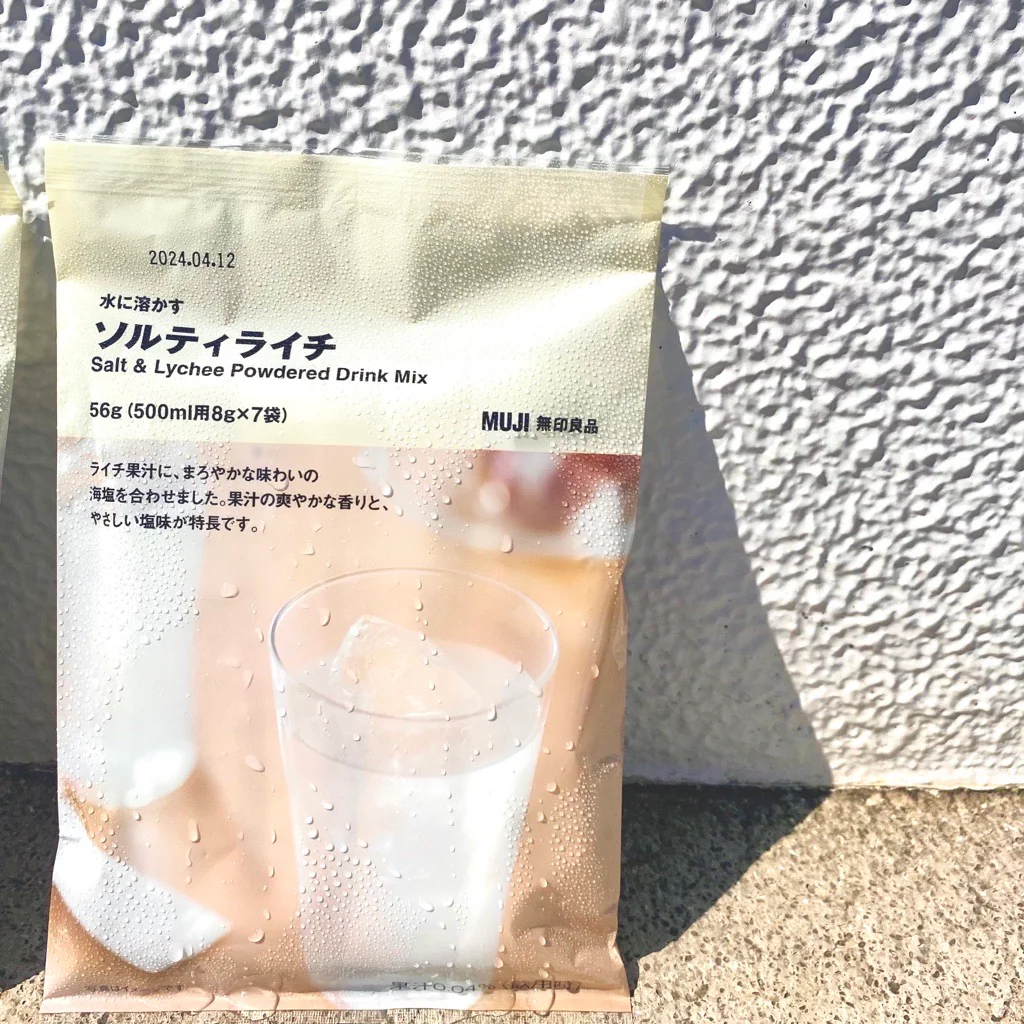 2024.04.12
水に溶かす
ソルティライチ
Salt & Lychee Powdered Drink Mix
56g (500ml用8g×7袋)
MUJI 無印良品
ライチ果汁に、まろやかな味わいの
海塩を合わせました。果汁の爽やかな香りと、
やさしい塩味が特長です。
果汁0.04%